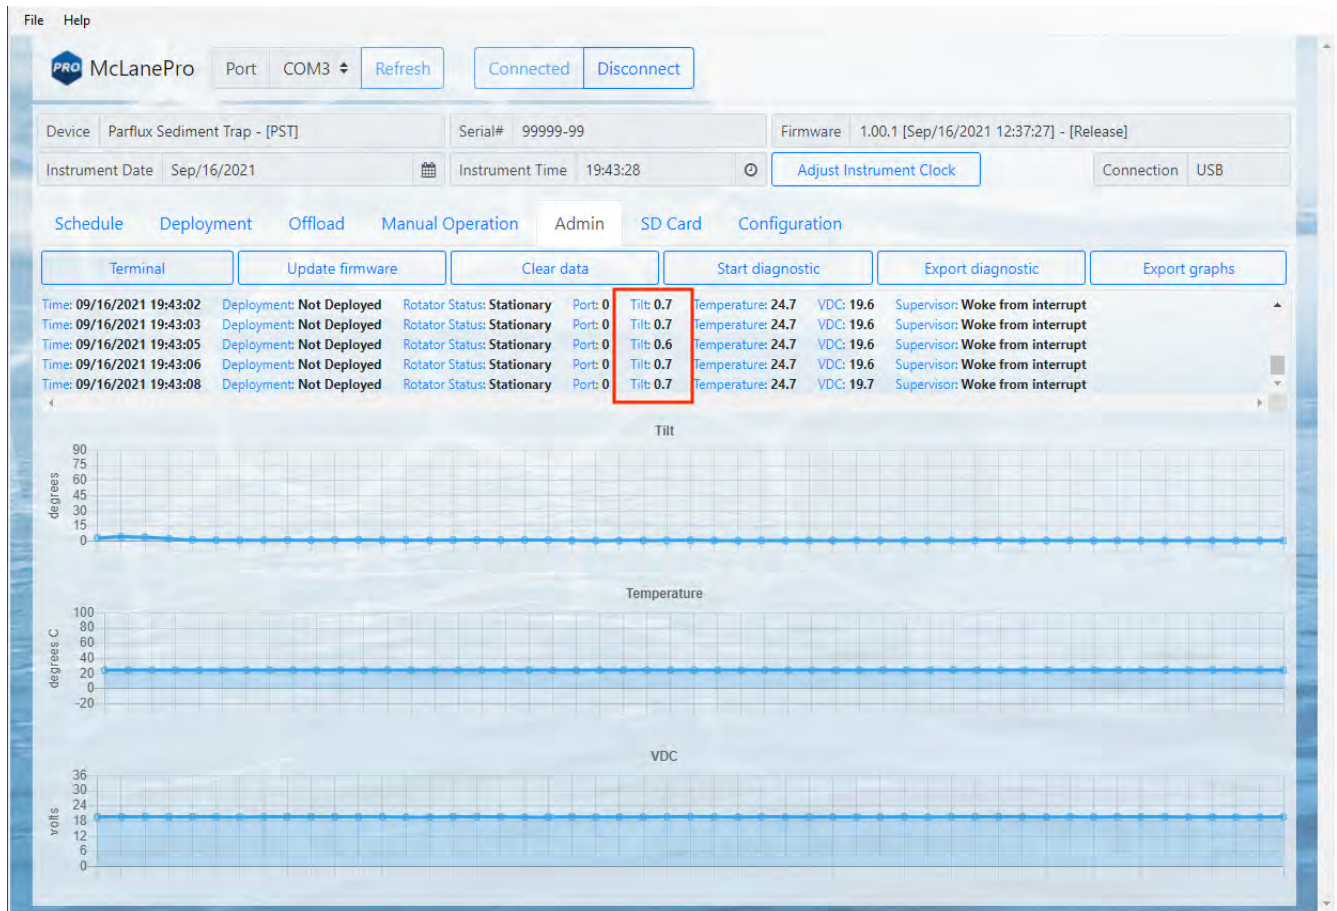 File Help
PRO McLanePro Port COM3 Refresh Connected Disconnect
Device Parflux Sediment Trap - [PST] Serial# 99999-99 Firmware 1.00.1 [Sep/16/2021 12:37:27] - [Release]
Instrument Date Sep/16/2021 Instrument Time 19:43:28 Adjust Instrument Clock Connection USB
Schedule Deployment Offload Manual Operation Admin SD Card Configuration
Terminal Update firmware Clear data Start diagnostic Export diagnostic Export graphs
Time: 09/16/2021 19:43:02 Deployment: Not Deployed Rotator Status: Stationary Port: 0 Tilt: 0.7 Temperature: 24.7 VDC: 19.6 Supervisor: Woke from interrupt
Time: 09/16/2021 19:43:03 Deployment: Not Deployed Rotator Status: Stationary Port: 0 Tilt: 0.7 Temperature: 24.7 VDC: 19.6 Supervisor: Woke from interrupt
Time: 09/16/2021 19:43:05 Deployment: Not Deployed Rotator Status: Stationary Port: 0 Tilt: 0.6 Temperature: 24.7 VDC: 19.6 Supervisor: Woke from interrupt
Time: 09/16/2021 19:43:06 Deployment: Not Deployed Rotator Status: Stationary Port: 0 Tilt: 0.7 Temperature: 24.7 VDC: 19.6 Supervisor: Woke from interrupt
Time: 09/16/2021 19:43:08 Deployment: Not Deployed Rotator Status: Stationary Port: 0 Tilt: 0.7 Temperature: 24.7 VDC: 19.7 Supervisor: Woke from interrupt
Tilt
degrees
90
75
60
45
30
15
0
Temperature
degrees C
100
80
60
40
20
0
-20
VDC
volts
36
30
24
18
12
6
0